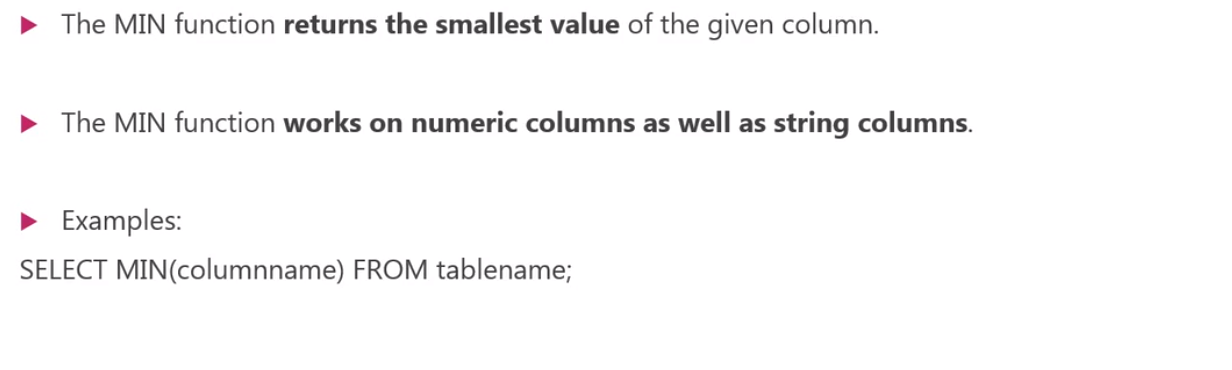 The MIN function returns the smallest value of the given column.
The MIN function works on numeric columns as well as string columns.
Examples:
SELECT MIN(columnname) FROM tablename;